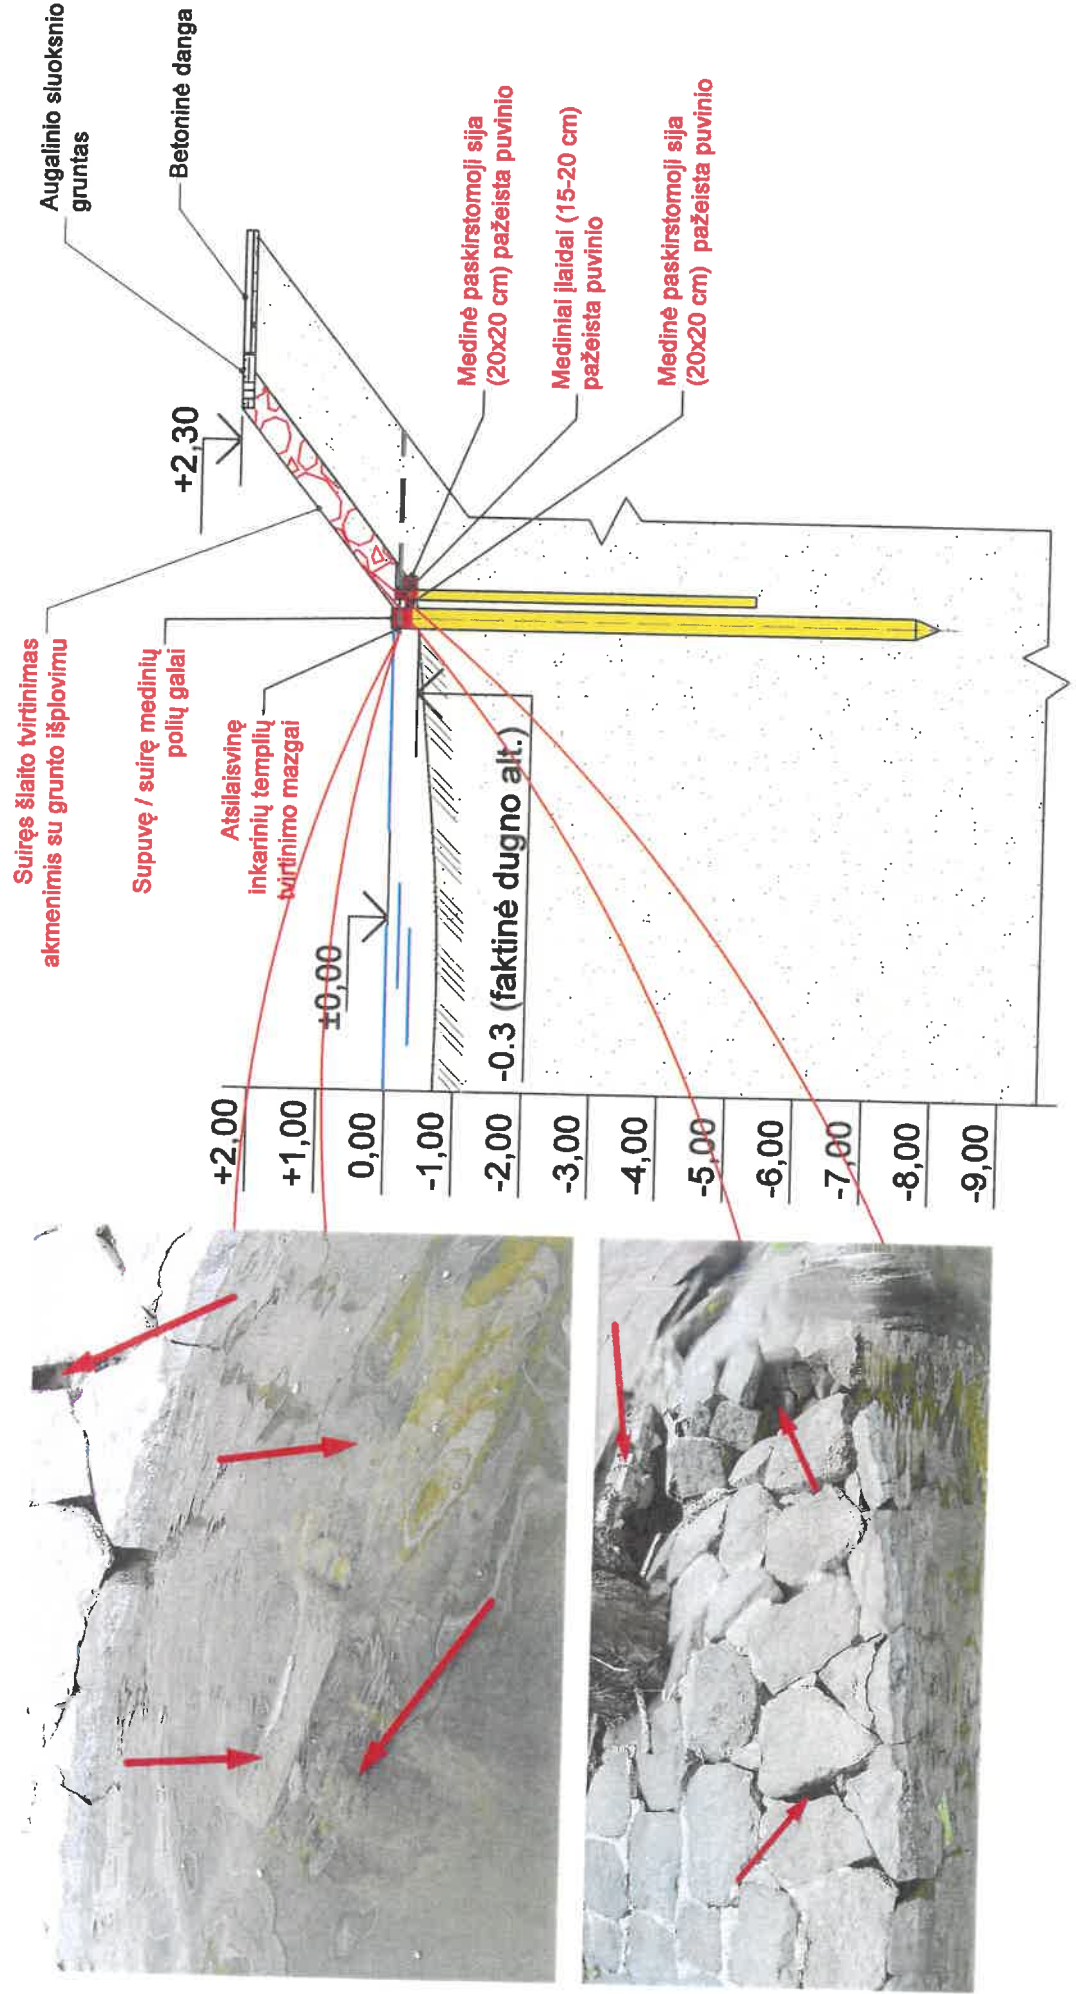 Augalinio sluoksnio
gruntas
Betoninė danga
+2,30
Suiręs šlaito tvirtinimas
akmenimis su grunto išplovimu
Supuvę / suirę medinių
polių galai
Atsilaisvinę
inkarinių templių
tvirtinimo mazgai
±0,00
-0.3 (faktinė dugno alt.)
Medinė paskirstomoji sija
(20x20 cm) pažeista puvinio
Mediniai įlaidai (15-20 cm)
pažeista puvinio
Medinė paskirstomoji sija
(20x20 cm) pažeista puvinio
+2,00
+1,00
0,00
-1,00
-2,00
-3,00
-4,00
-5,00
-6,00
-7,00
-8,00
-9,00